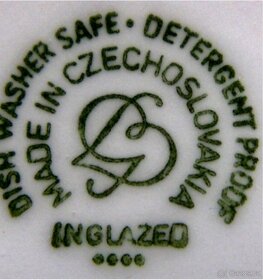 DISH WASHER SAFE · DETERGENT PROOF
MADE IN CZECHOSLOVAKIA
INGLAZED